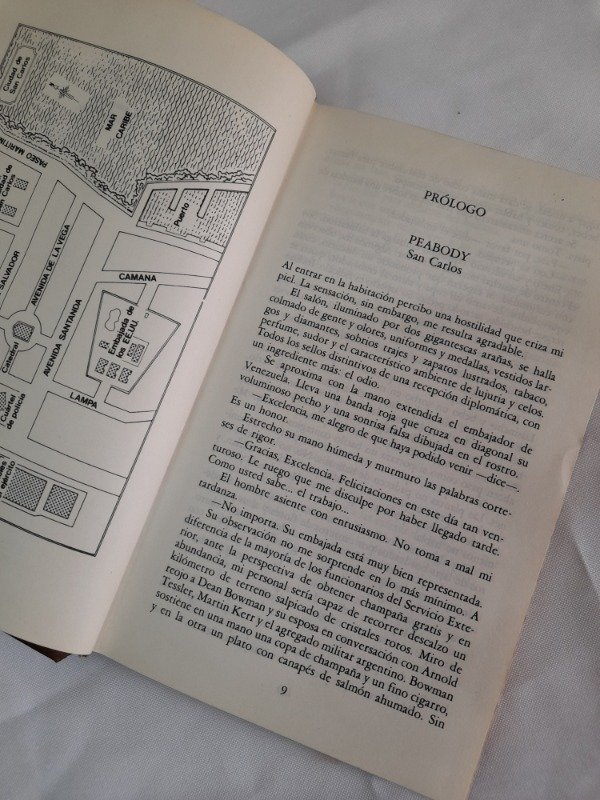 Ciudad de
San Carlos
MAR
CARIBE
PASEO MARITI
Carlos
Puerto
SALVADOR
AVENIDA DE LA VEGA
CAMANA
AVENIDA SANTANDA
Embajada de
los EE.UU.
Catedral
LAMPA
Cuartel
de policía
PRÓLOGO
PEABODY
San Carlos
Al entrar en la habitación percibo una hostilidad que eriza mi
piel. La sensación, sin embargo, me resulta agradable.
El salón, iluminado por dos gigantescas arañas, se halla
colmado de gente y olores, uniformes y medallas, vestidos lar-
gos y diamantes, sobrios trajes y zapatos lustrados, tabaco,
perfume, sudor y el característico ambiente de lujuria y celos.
Todos los sellos distintivos de una recepción diplomática, con
un ingrediente más: el odio.
Se aproxima con la mano extendida el embajador de
Venezuela. Lleva una banda roja que cruza en diagonal su
voluminoso pecho y una sonrisa falsa dibujada en el rostro.
—Excelencia, me alegro de que haya podido venir —dice—.
Es un honor.
Estrecho su mano húmeda y murmuro las palabras corte-
ses de rigor.
—Gracias, Excelencia. Felicitaciones en este día tan ven-
turoso. Le ruego que me disculpe por haber llegado tarde.
Como usted sabe... el trabajo...
El hombre asiente con entusiasmo. No toma a mal mi
tardanza.
—No importa. Su embajada está muy bien representada.
Su observación no me sorprende en lo más mínimo. A
diferencia de la mayoría de los funcionarios del Servicio Exte-
rior, ante la perspectiva de obtener champaña gratis y en
abundancia, mi personal sería capaz de recorrer descalzo un
kilómetro de terreno salpicado de cristales rotos. Miro de
reojo a Dean Bowman y su esposa en conversación con Arnold
Tessler, Martin Kerr y el agregado militar argentino. Bowman
sostiene en una mano una copa de champaña y un fino cigarro,
y en la otra un plato con canapés de salmón ahumado. Sin
9